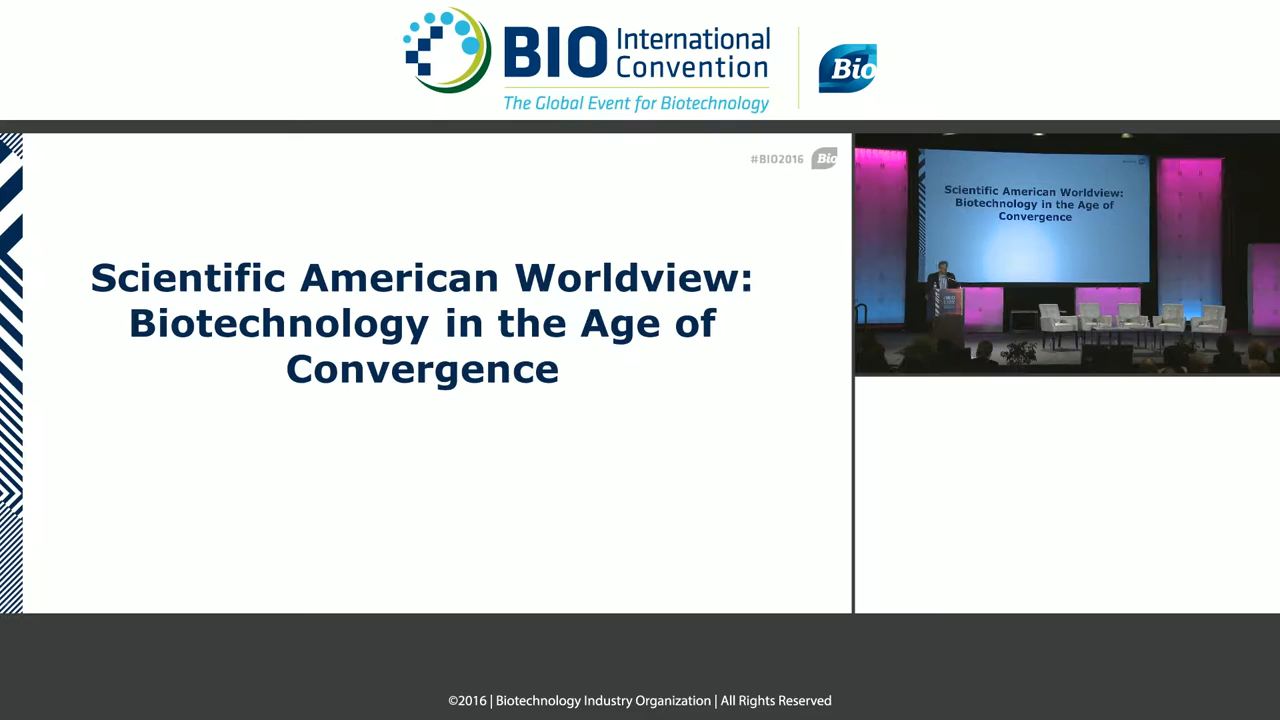 BIO International
Convention
The Global Event for Biotechnology
Bio
#BIO2016 Bio
Scientific American Worldview:
Biotechnology in the Age of
Convergence
Scientific American Worldview:
Biotechnology in the Age of
Convergence
©2016 | Biotechnology Industry Organization | All Rights Reserved